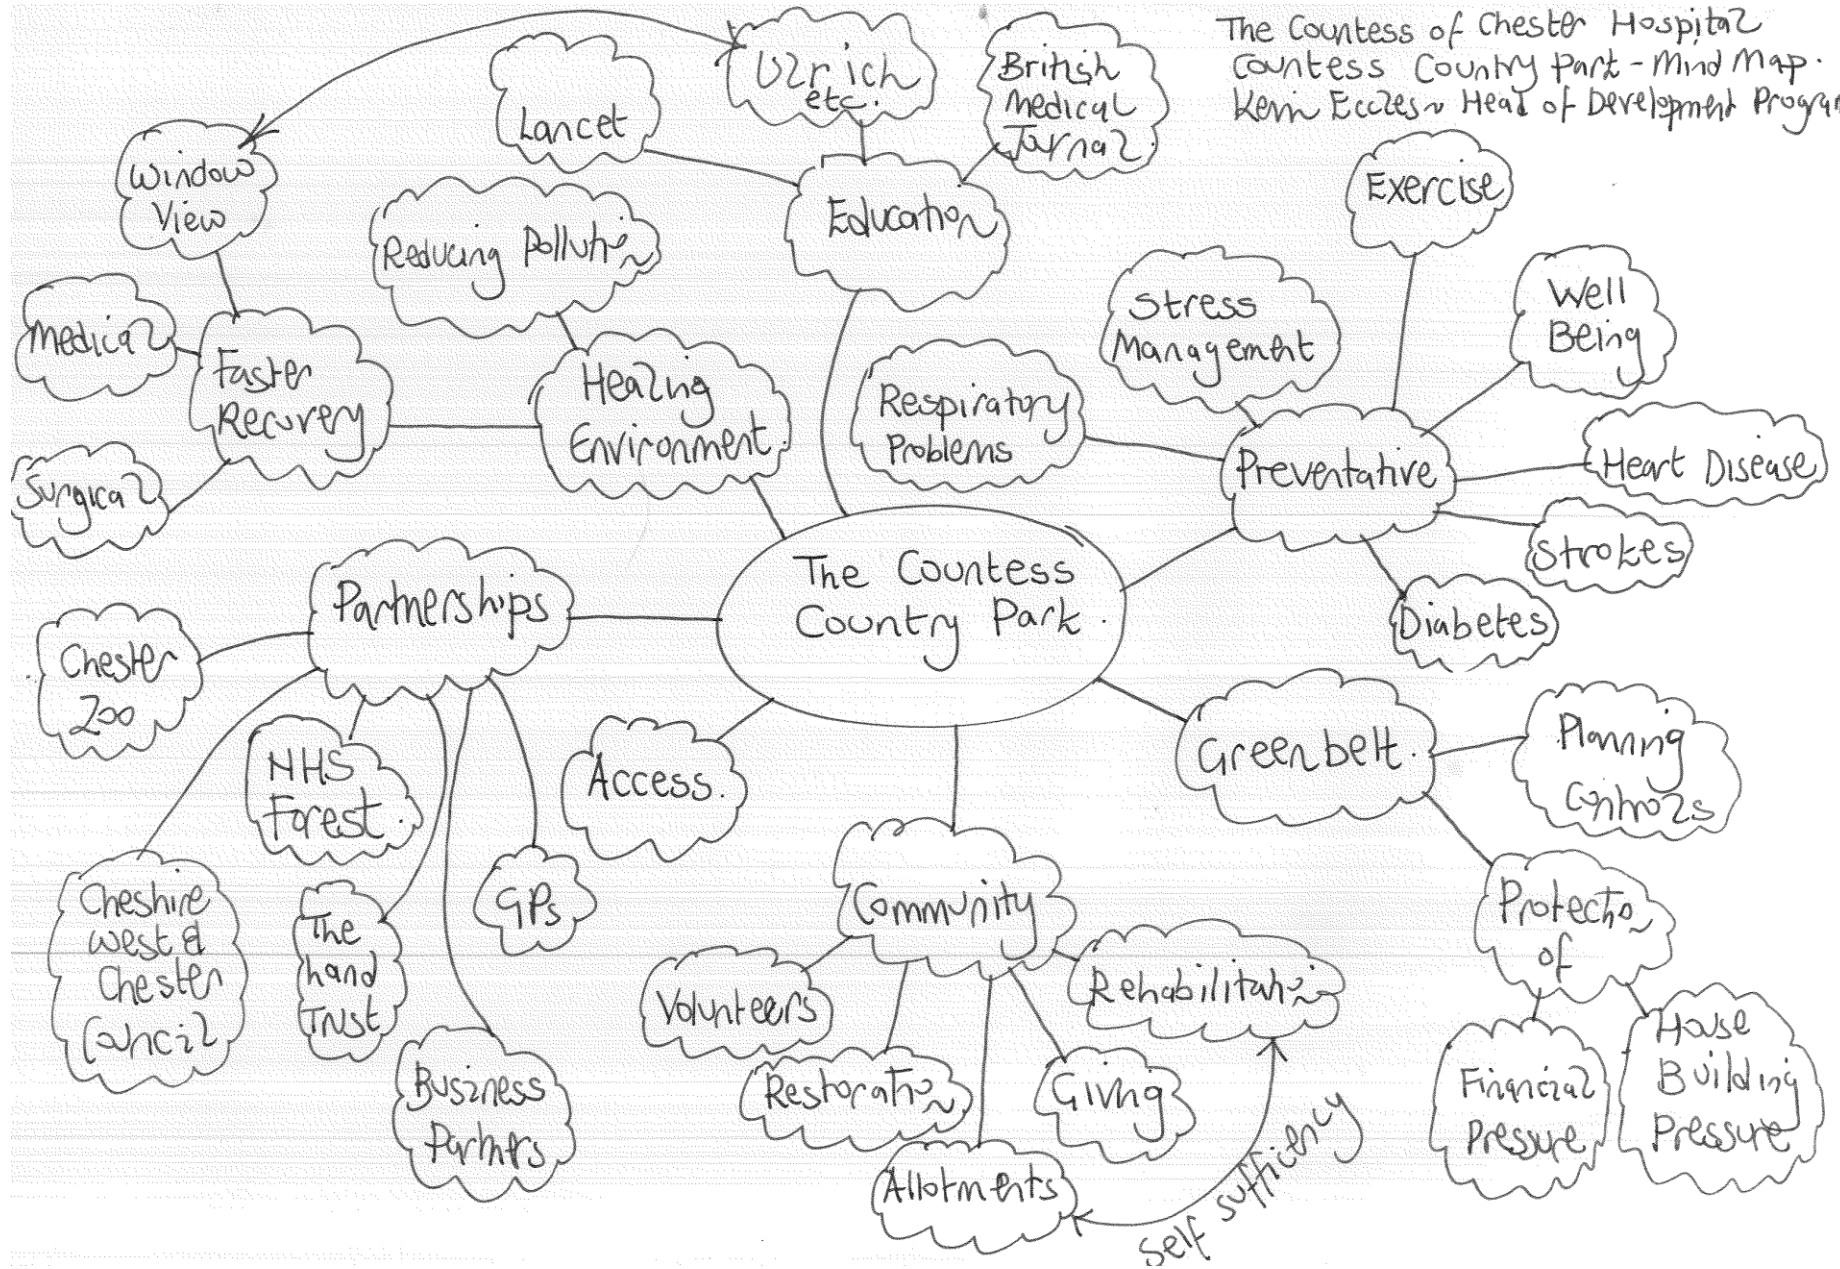 The Countess of Chester Hospital
Countess Country Park - Mind Map.
Kevin Eccles ~ Head of Development Program
Ulrich
etc.
Lancet
British
Medical
Jornal.
Window
View
Education
Exercise
Reducing Pollution
Stress
Management
Well
Being
Medical
Faster
Recovery
Healing
Environment.
Respiratory
Problems
Preventative
Heart Disease
Surgical
Strokes
Diabetes
The Countess
Country Park.
Partnerships
Chester
Zoo
NHS
Forest.
Access.
Greenbelt.
Planning
Controls
Cheshire
West &
Chester
Council
The
hand
Trust
GPs
Business
Partners
Community
Volunteers
Restoration
Allotments
Giving
Rehabilitation
Self sufficiency
Protection
of
Financial
Pressure
House
Building
Pressure